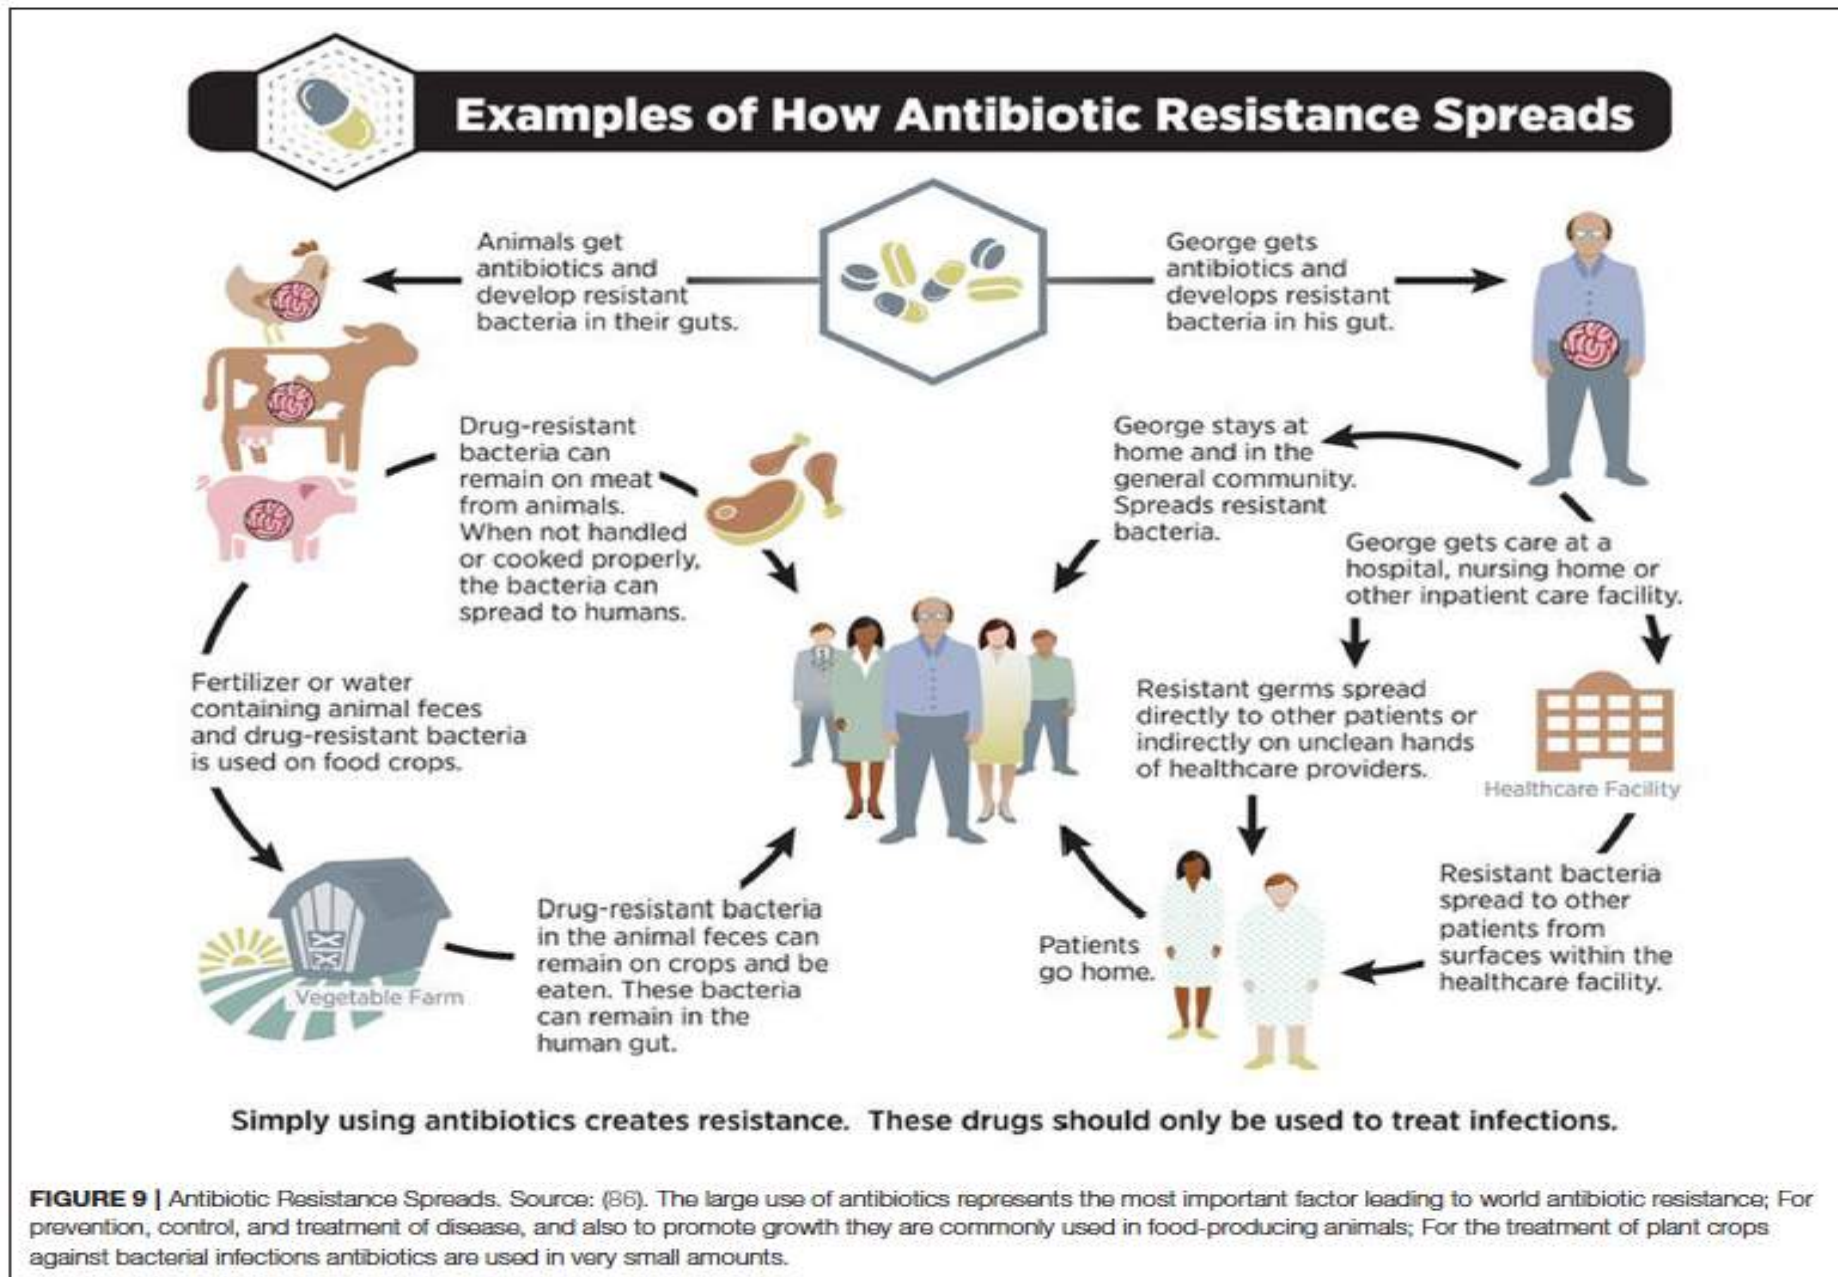 Examples of How Antibiotic Resistance Spreads
Animals get
antibiotics and
develop resistant
bacteria in their guts.
George gets
antibiotics and
develops resistant
bacteria in his gut.
Drug-resistant
bacteria can
remain on meat
from animals.
When not handled
or cooked properly,
the bacteria can
spread to humans.
George stays at
home and in the
general community.
Spreads resistant
bacteria.
George gets care at a
hospital, nursing home or
other inpatient care facility.
Fertilizer or water
containing animal feces
and drug-resistant bacteria
is used on food crops.
Resistant germs spread
directly to other patients or
indirectly on unclean hands
of healthcare providers.
Healthcare Facility
Vegetable Farm
Drug-resistant bacteria
in the animal feces can
remain on crops and be
eaten. These bacteria
can remain in the
human gut.
Patients
go home.
Resistant bacteria
spread to other
patients from
surfaces within the
healthcare facility.
Simply using antibiotics creates resistance. These drugs should only be used to treat infections.
FIGURE 9 | Antibiotic Resistance Spreads. Source: (86). The large use of antibiotics represents the most important factor leading to world antibiotic resistance; For
prevention, control, and treatment of disease, and also to promote growth they are commonly used in food-producing animals; For the treatment of plant crops
against bacterial infections antibiotics are used in very small amounts.